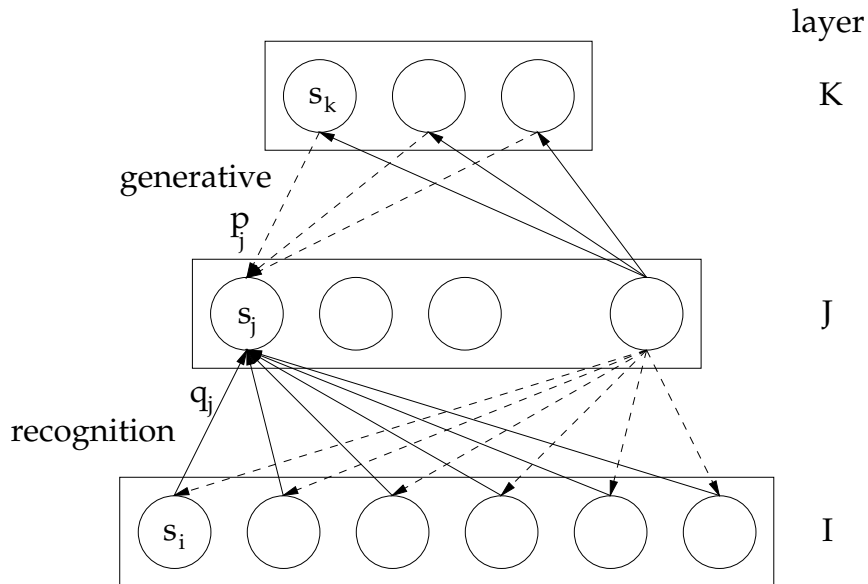 layer
s_k
K
generative
p_j
s_j
J
q_j
recognition
s_i
I